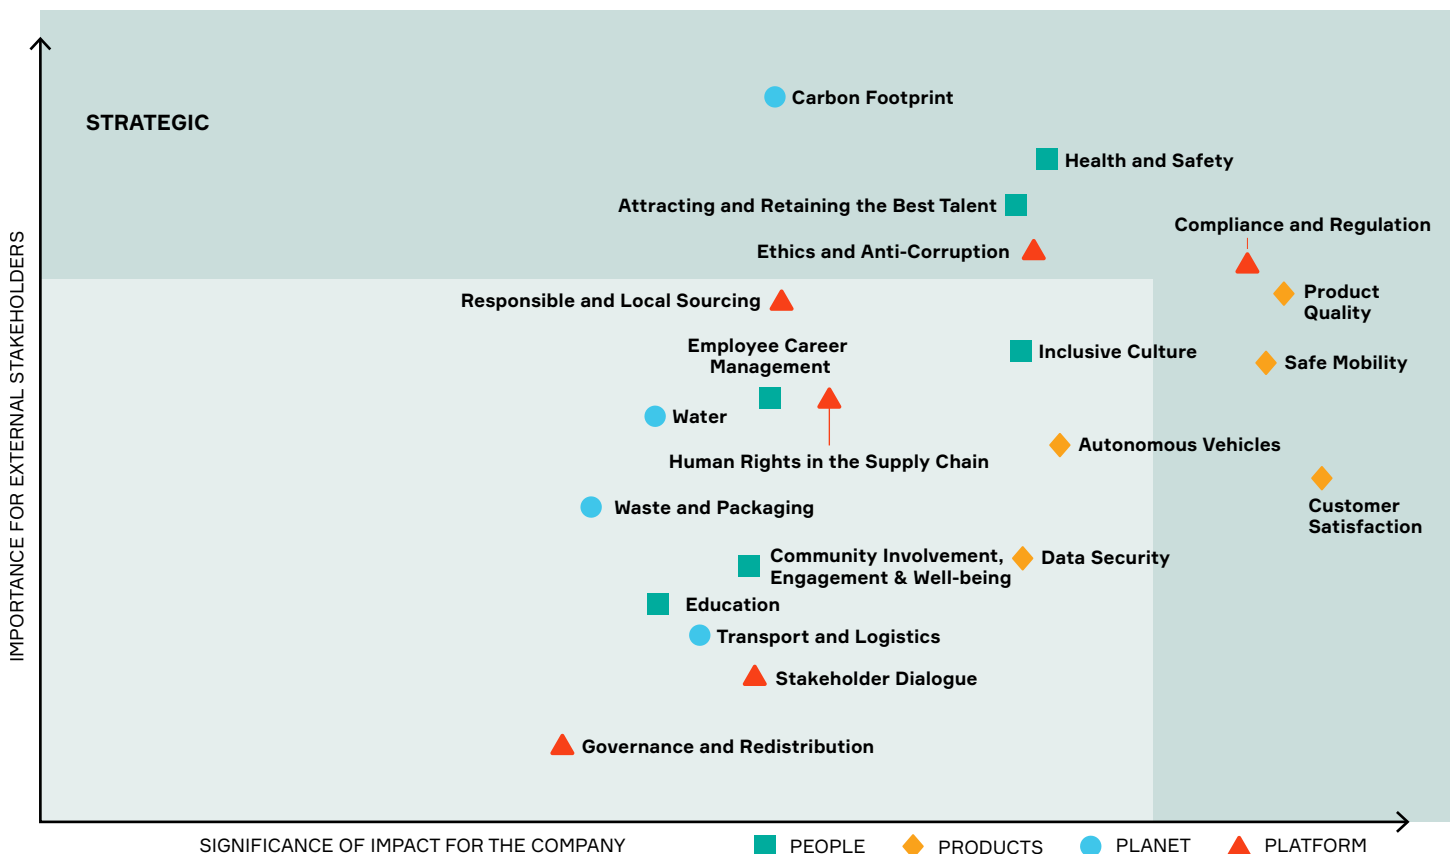 STRATEGIC
Carbon Footprint
Health and Safety
Attracting and Retaining the Best Talent
Compliance and Regulation
Ethics and Anti-Corruption
Responsible and Local Sourcing
Product
Quality
Employee Career
Management
Inclusive Culture
Safe Mobility
Water
Human Rights in the Supply Chain
Autonomous Vehicles
Waste and Packaging
Customer
Satisfaction
Community Involvement,
Engagement & Well-being
Data Security
Education
Transport and Logistics
Stakeholder Dialogue
Governance and Redistribution
IMPORTANCE FOR EXTERNAL STAKEHOLDERS
SIGNIFICANCE OF IMPACT FOR THE COMPANY
PEOPLE
PRODUCTS
PLANET
PLATFORM